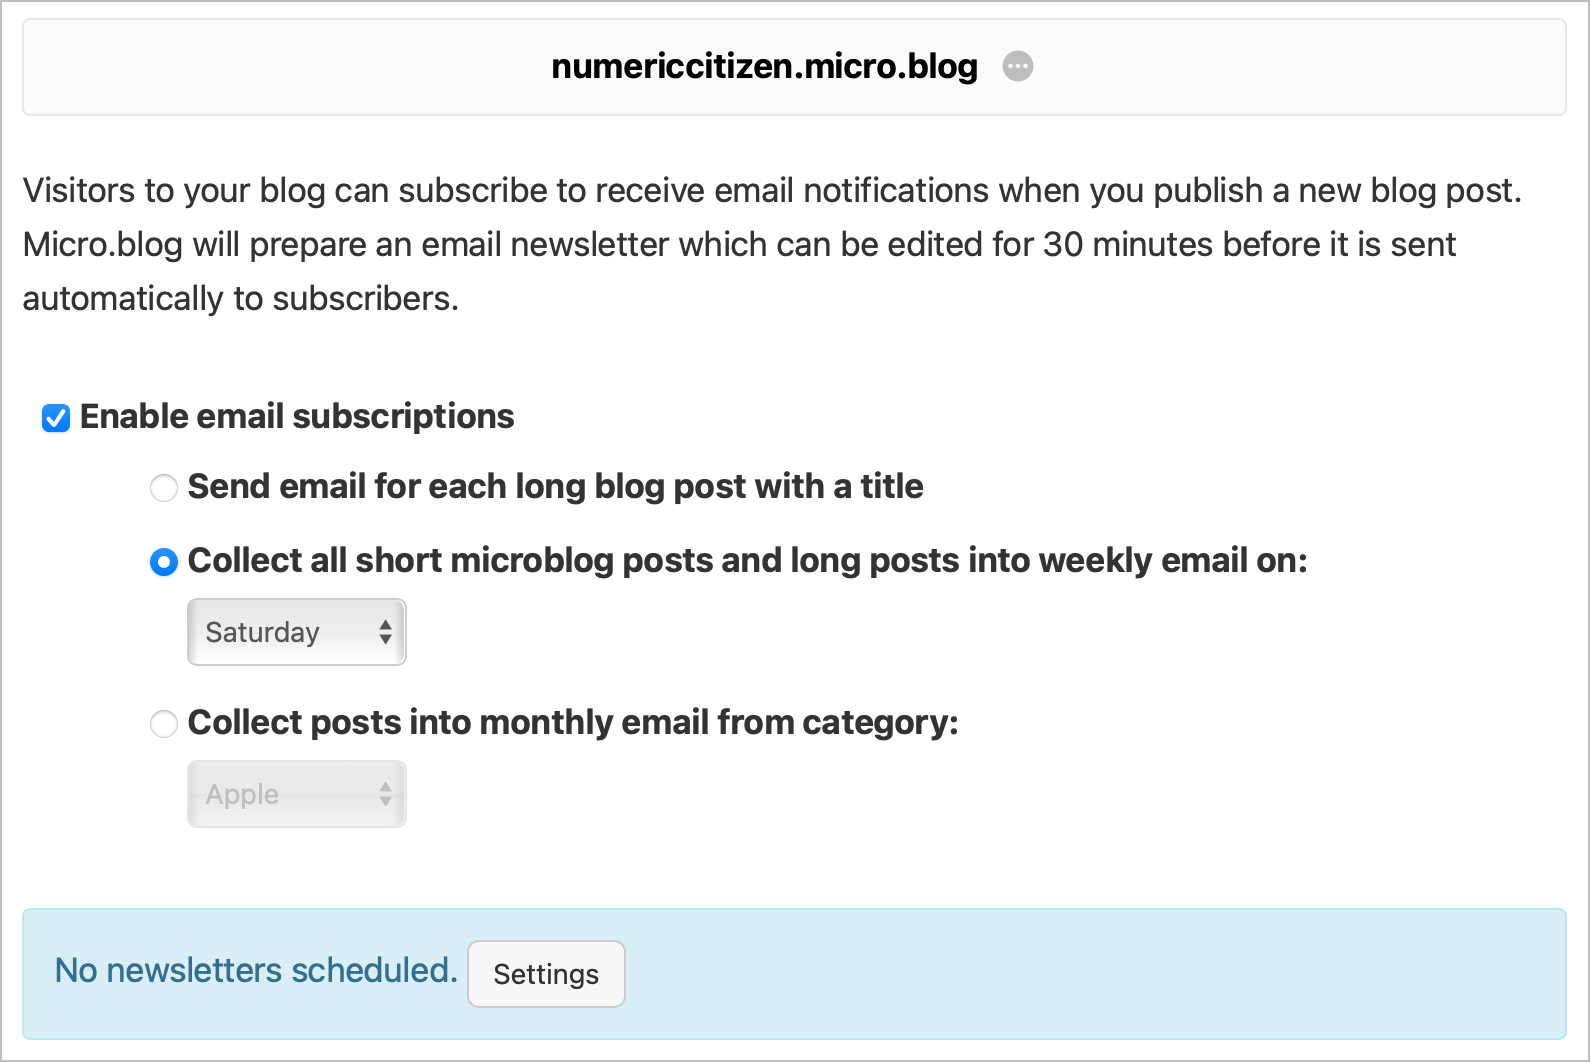 numericcitizen.micro.blog
Visitors to your blog can subscribe to receive email notifications when you publish a new blog post.
Micro.blog will prepare an email newsletter which can be edited for 30 minutes before it is sent
automatically to subscribers.
Enable email subscriptions
Send email for each long blog post with a title
Collect all short microblog posts and long posts into weekly email on:
Saturday
Collect posts into monthly email from category:
Apple
No newsletters scheduled. Settings